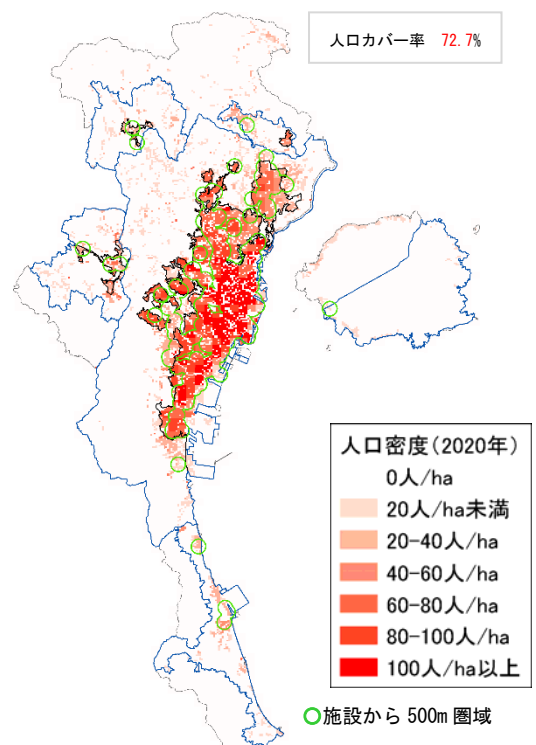 人口カバー率 72.7%
人口密度(2020年)
0人/ha
20人/ha未満
20-40人/ha
40-60人/ha
60-80人/ha
80-100人/ha
100人/ha以上
施設から500m圏域